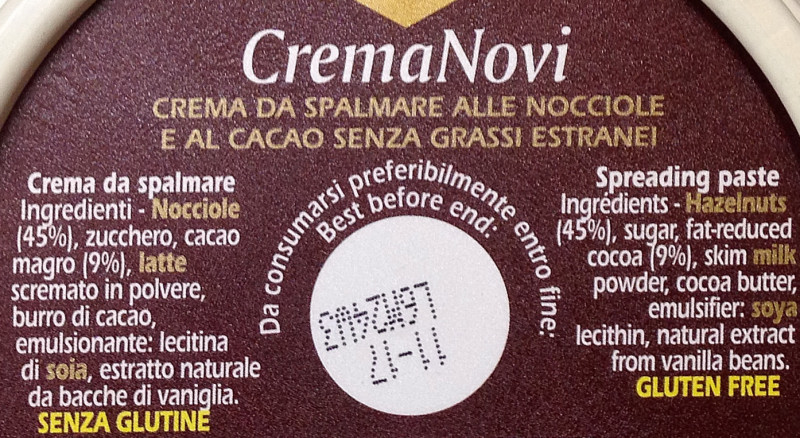 CremaNovi
CREMA DA SPALMARE ALLE NOCCIOLE
E AL CACAO SENZA GRASSI ESTRANEI
Crema da spalmare
Ingredienti - Nocciole
(45%), zucchero, cacao
magro (9%), latte
scremato in polvere,
burro di cacao,
emulsionante: lecitina
di soia, estratto naturale
da bacche di vaniglia.
SENZA GLUTINE
Da consumarsi preferibilmente entro fine:
Best before end:
11-17
Spreading paste
Ingredients - Hazelnuts
(45%), sugar, fat-reduced
cocoa (9%), skim milk
powder, cocoa butter,
emulsifier: soya
lecithin, natural extract
from vanilla beans.
GLUTEN FREE